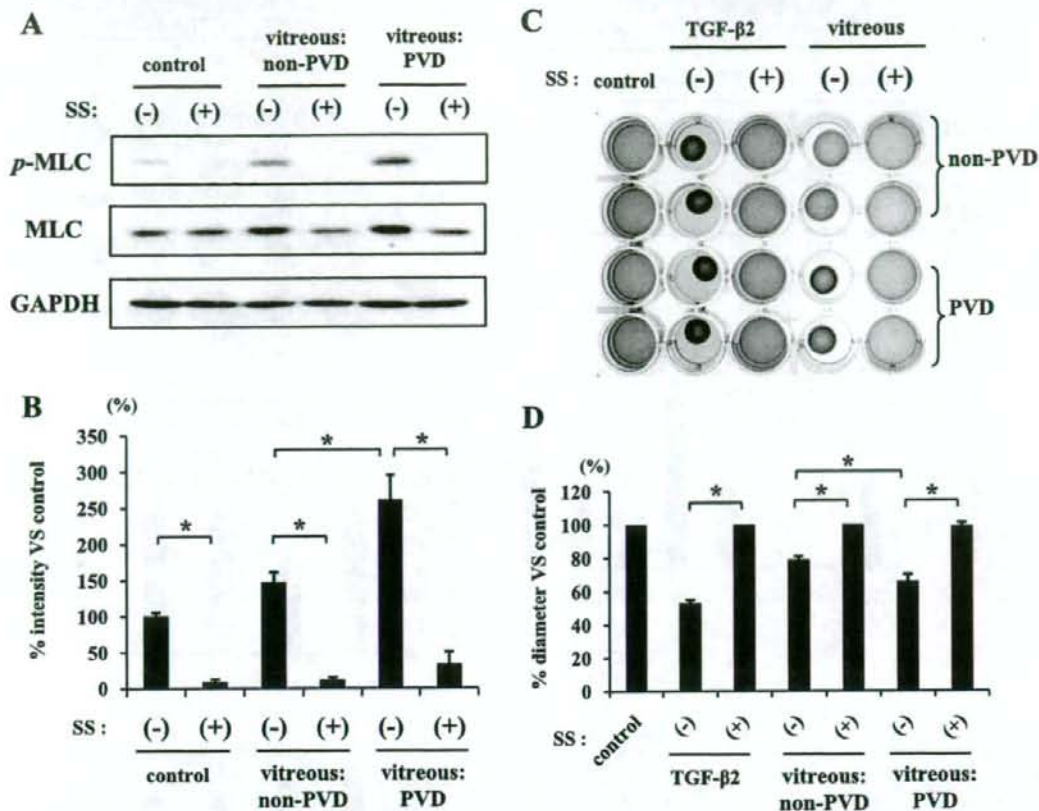 A
control
vitreous:
non-PVD
vitreous:
PVD
SS: (-) (+) (-) (+) (-) (+)
p-MLC
MLC
GAPDH
B
(%)
% intensity VS control
350
300
250
200
150
100
50
0
* * * *
SS : (-) (+) (-) (+) (-) (+)
control
vitreous:
non-PVD
vitreous:
PVD
C
TGF-β2 vitreous
SS : control (-) (+) (-) (+)
non-PVD
PVD
D
(%)
% diameter VS control
120
100
80
60
40
20
0
* * * *
SS : control (-) (+) (-) (+) (-) (+)
TGF-β2
vitreous:
non-PVD
vitreous:
PVD